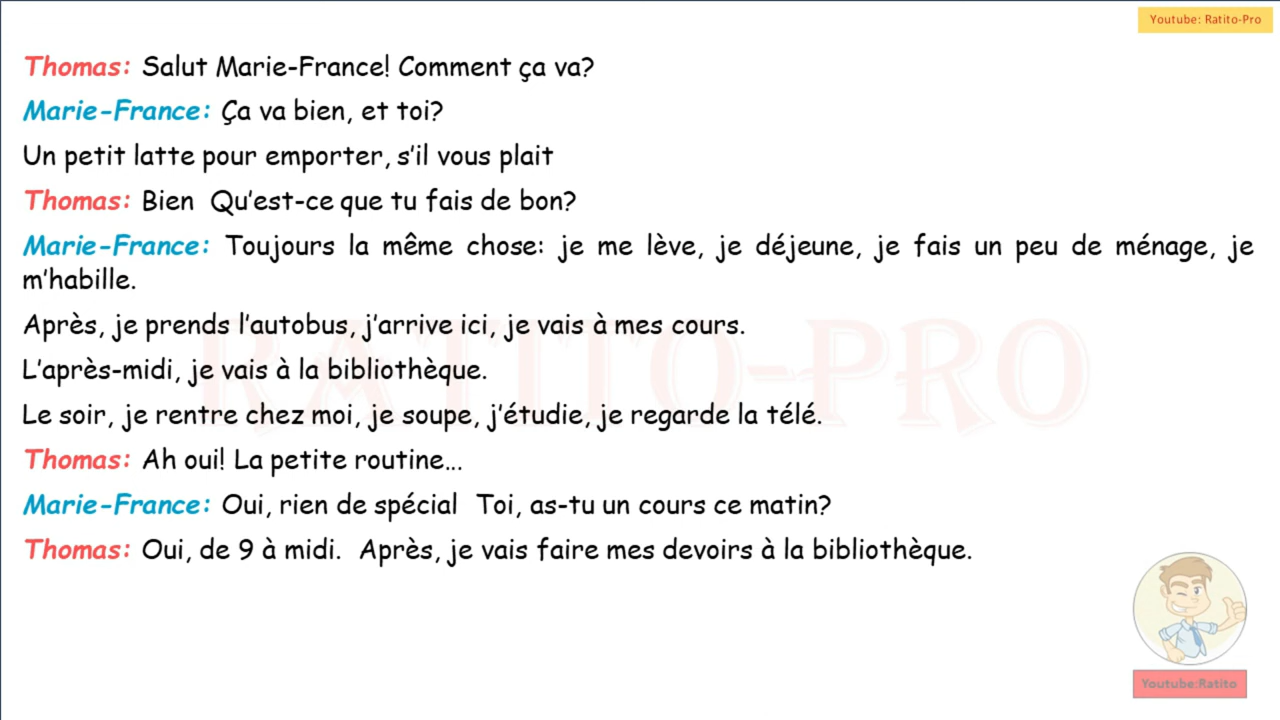 Youtube: Ratito-Pro
Thomas: Salut Marie-France! Comment ça va?
Marie-France: Ça va bien, et toi?
Un petit latte pour emporter, s'il vous plait
Thomas: Bien  Qu'est-ce que tu fais de bon?
Marie-France: Toujours la même chose: je me lève, je déjeune, je fais un peu de ménage, je
m'habille.
Après, je prends l'autobus, j'arrive ici, je vais à mes cours.
RATITO-PRO
L'après-midi, je vais à la bibliothèque.
Le soir, je rentre chez moi, je soupe, j'étudie, je regarde la télé.
Thomas: Ah oui! La petite routine...
Marie-France: Oui, rien de spécial  Toi, as-tu un cours ce matin?
Thomas: Oui, de 9 à midi.  Après, je vais faire mes devoirs à la bibliothèque.
Youtube:Ratito